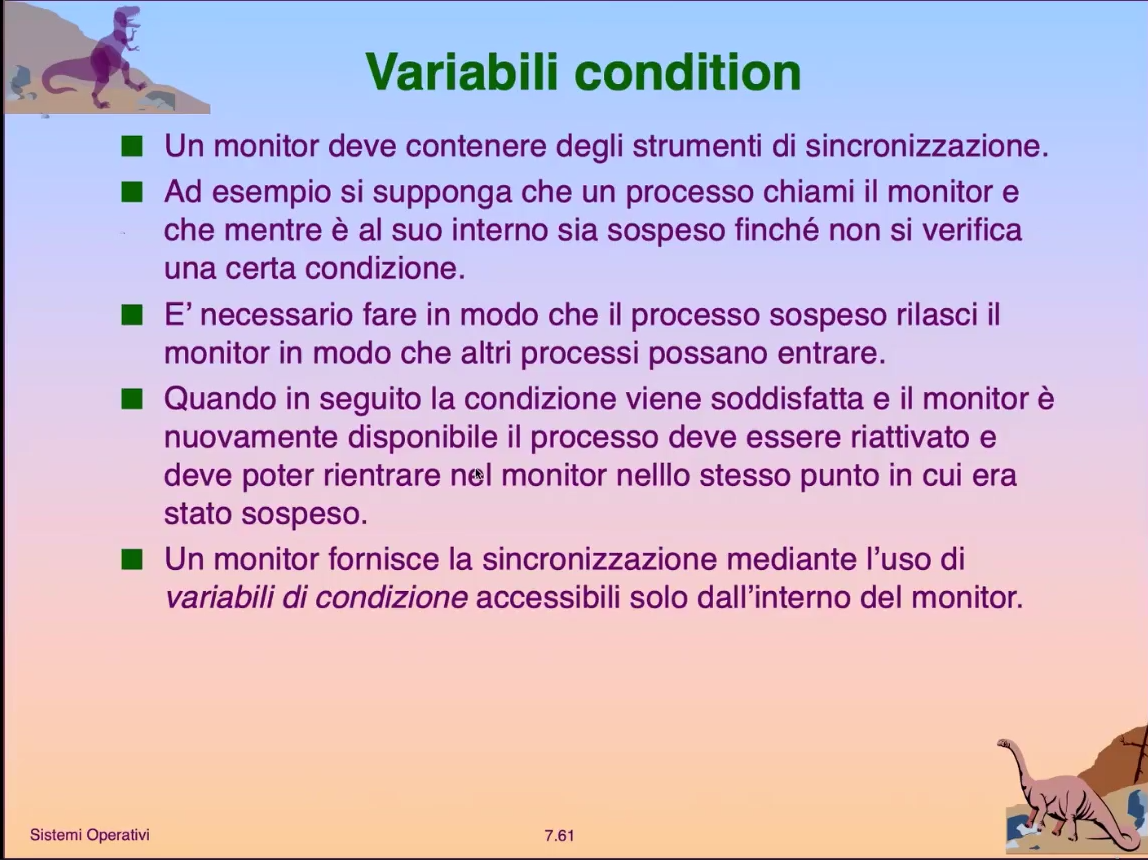 Variabili condition
Un monitor deve contenere degli strumenti di sincronizzazione.
Ad esempio si supponga che un processo chiami il monitor e
che mentre è al suo interno sia sospeso finché non si verifica
una certa condizione.
E’ necessario fare in modo che il processo sospeso rilasci il
monitor in modo che altri processi possano entrare.
Quando in seguito la condizione viene soddisfatta e il monitor è
nuovamente disponibile il processo deve essere riattivato e
deve poter rientrare nel monitor nelllo stesso punto in cui era
stato sospeso.
Un monitor fornisce la sincronizzazione mediante l’uso di
variabili di condizione accessibili solo dall’interno del monitor.
Sistemi Operativi
7.61